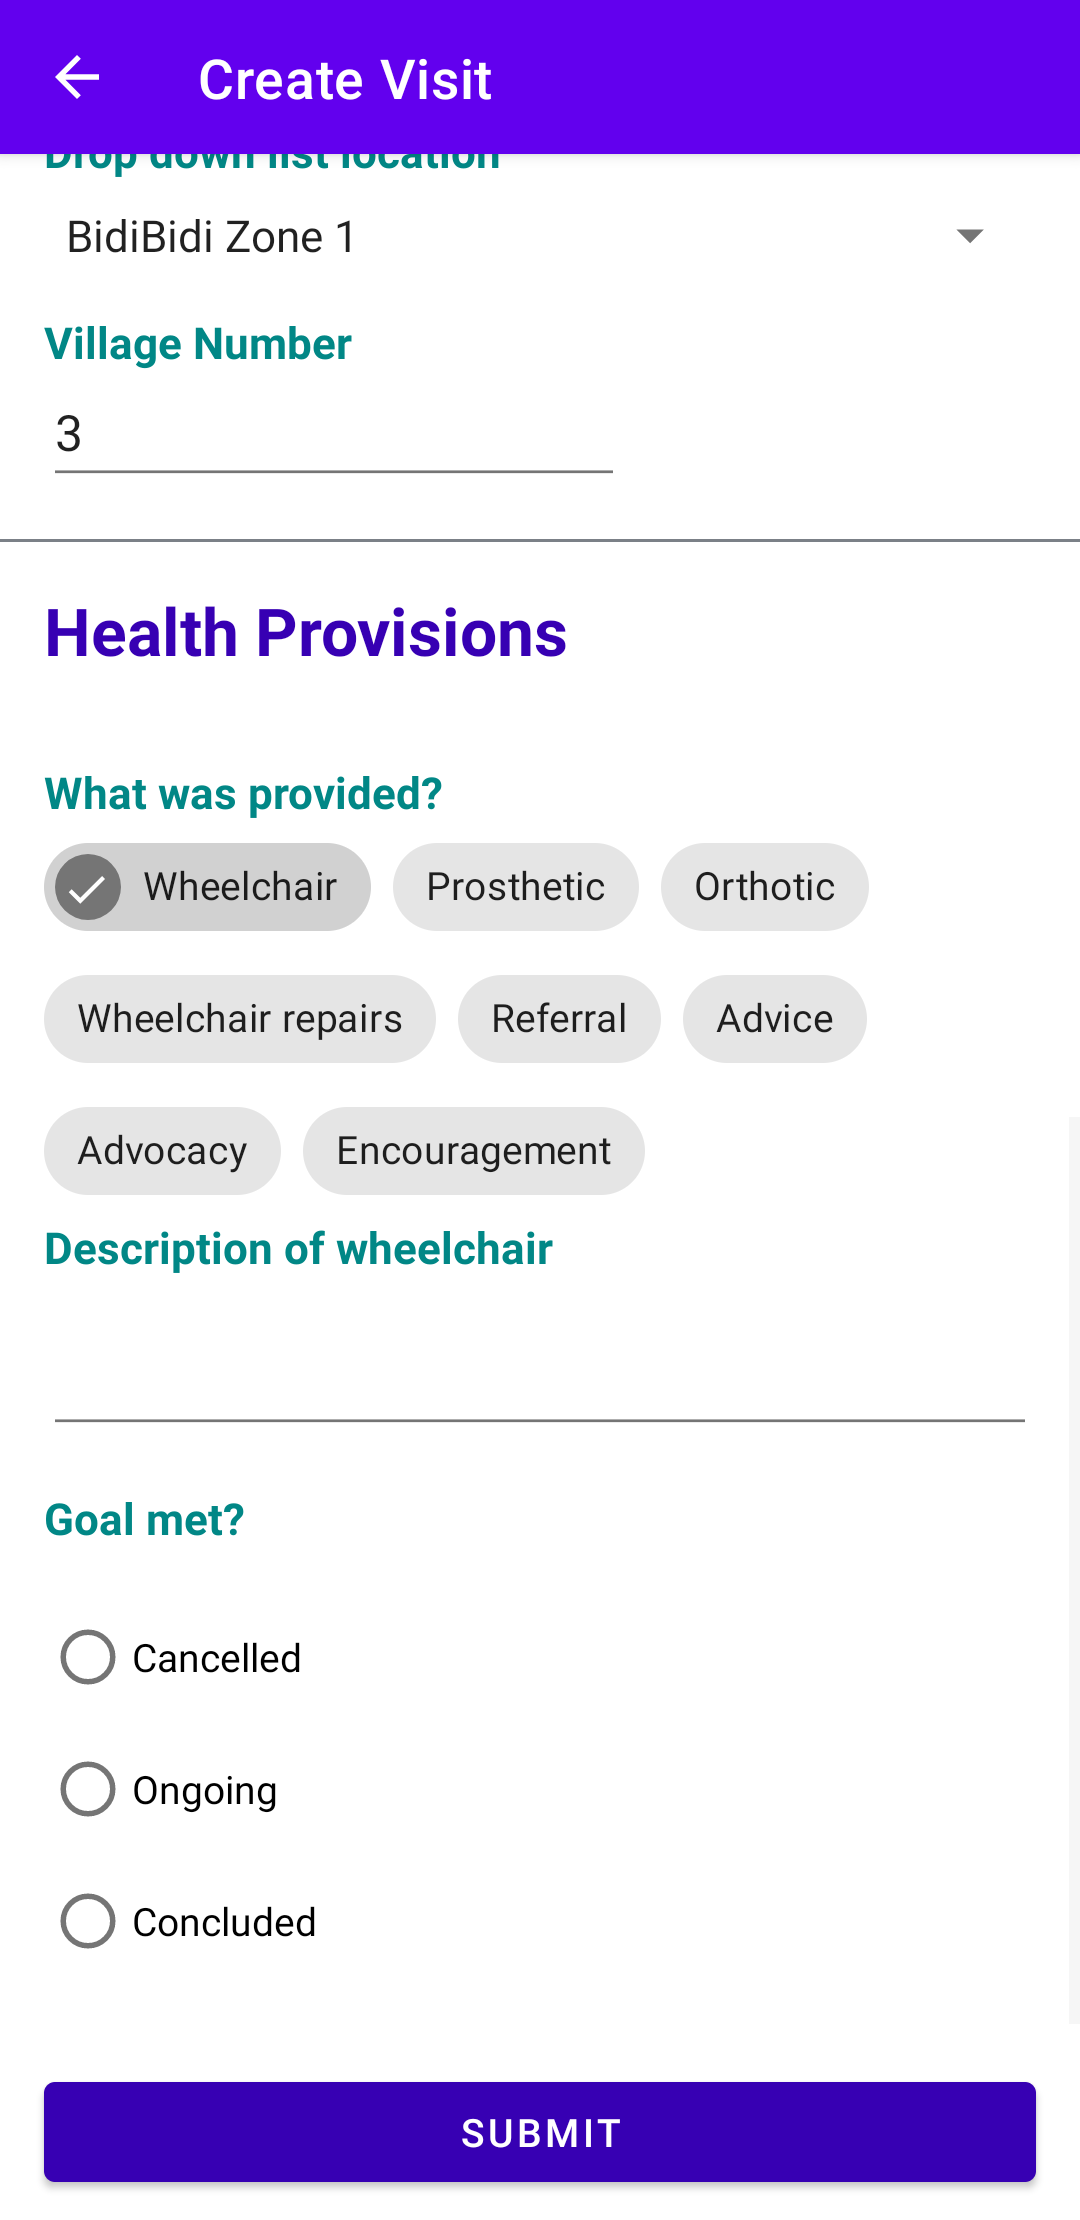 Create Visit
Drop down list location
BidiBidi Zone 1
Village Number
3
Health Provisions
What was provided?
Wheelchair Prosthetic Orthotic
Wheelchair repairs Referral Advice
Advocacy Encouragement
Description of wheelchair
Goal met?
Cancelled
Ongoing
Concluded
SUBMIT